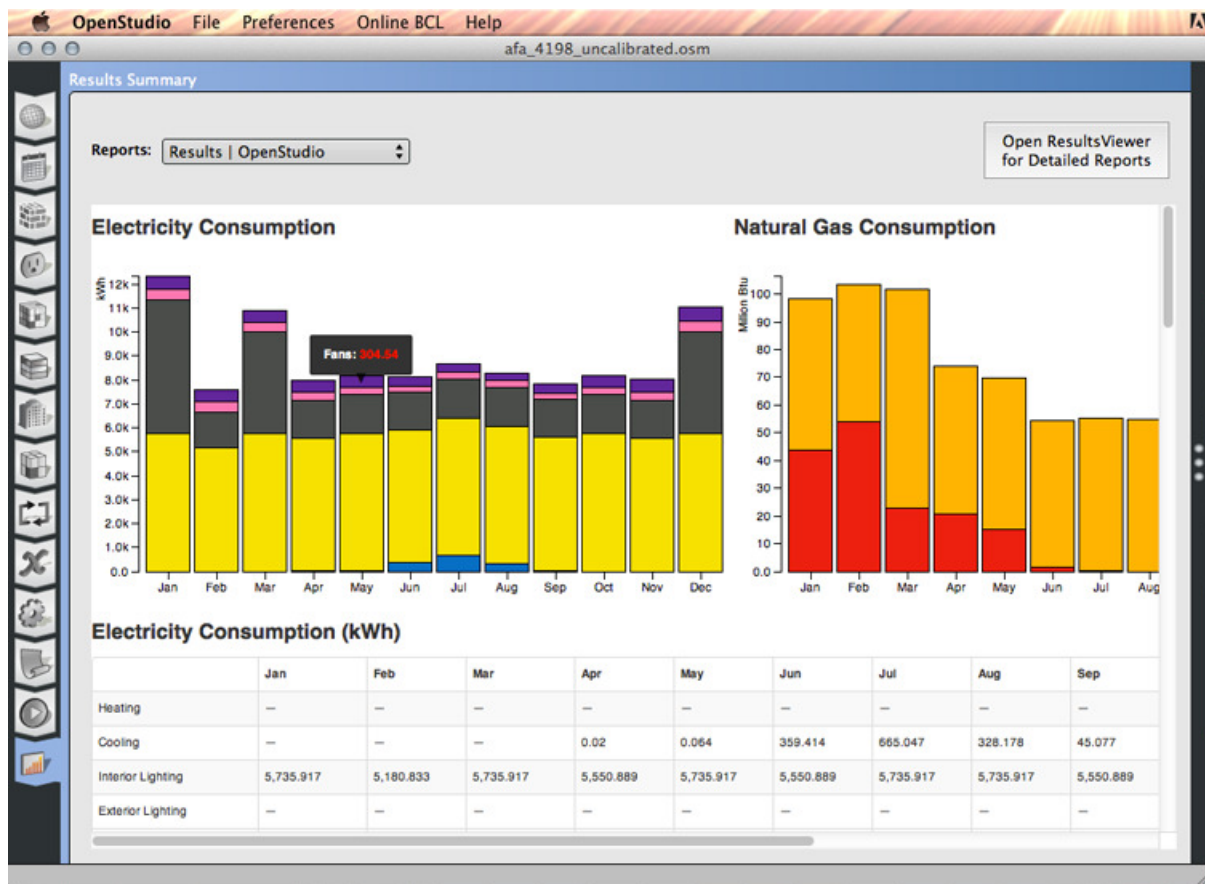 OpenStudio File Preferences Online BCL Help
afa_4198_uncalibrated.osm
Results Summary
Reports: Results | OpenStudio
Open ResultsViewer
for Detailed Reports
Electricity Consumption
kWh
12k
11k
10k
9.0k
8.0k
7.0k
6.0k
5.0k
4.0k
3.0k
2.0k
1.0k
0.0
Fans: 304.54
Jan Feb Mar Apr May Jun Jul Aug Sep Oct Nov Dec
Natural Gas Consumption
Million Btu
100
90
80
70
60
50
40
30
20
10
0.0
Jan Feb Mar Apr May Jun Jul Aug
Electricity Consumption (kWh)
Jan Feb Mar Apr May Jun Jul Aug Sep
Heating — — — — — — — — —
Cooling — — — 0.02 0.064 359.414 665.047 328.178 45.077
Interior Lighting 5,735.917 5,180.833 5,735.917 5,550.889 5,735.917 5,550.889 5,735.917 5,735.917 5,550.889
Exterior Lighting — — — — — — — — —